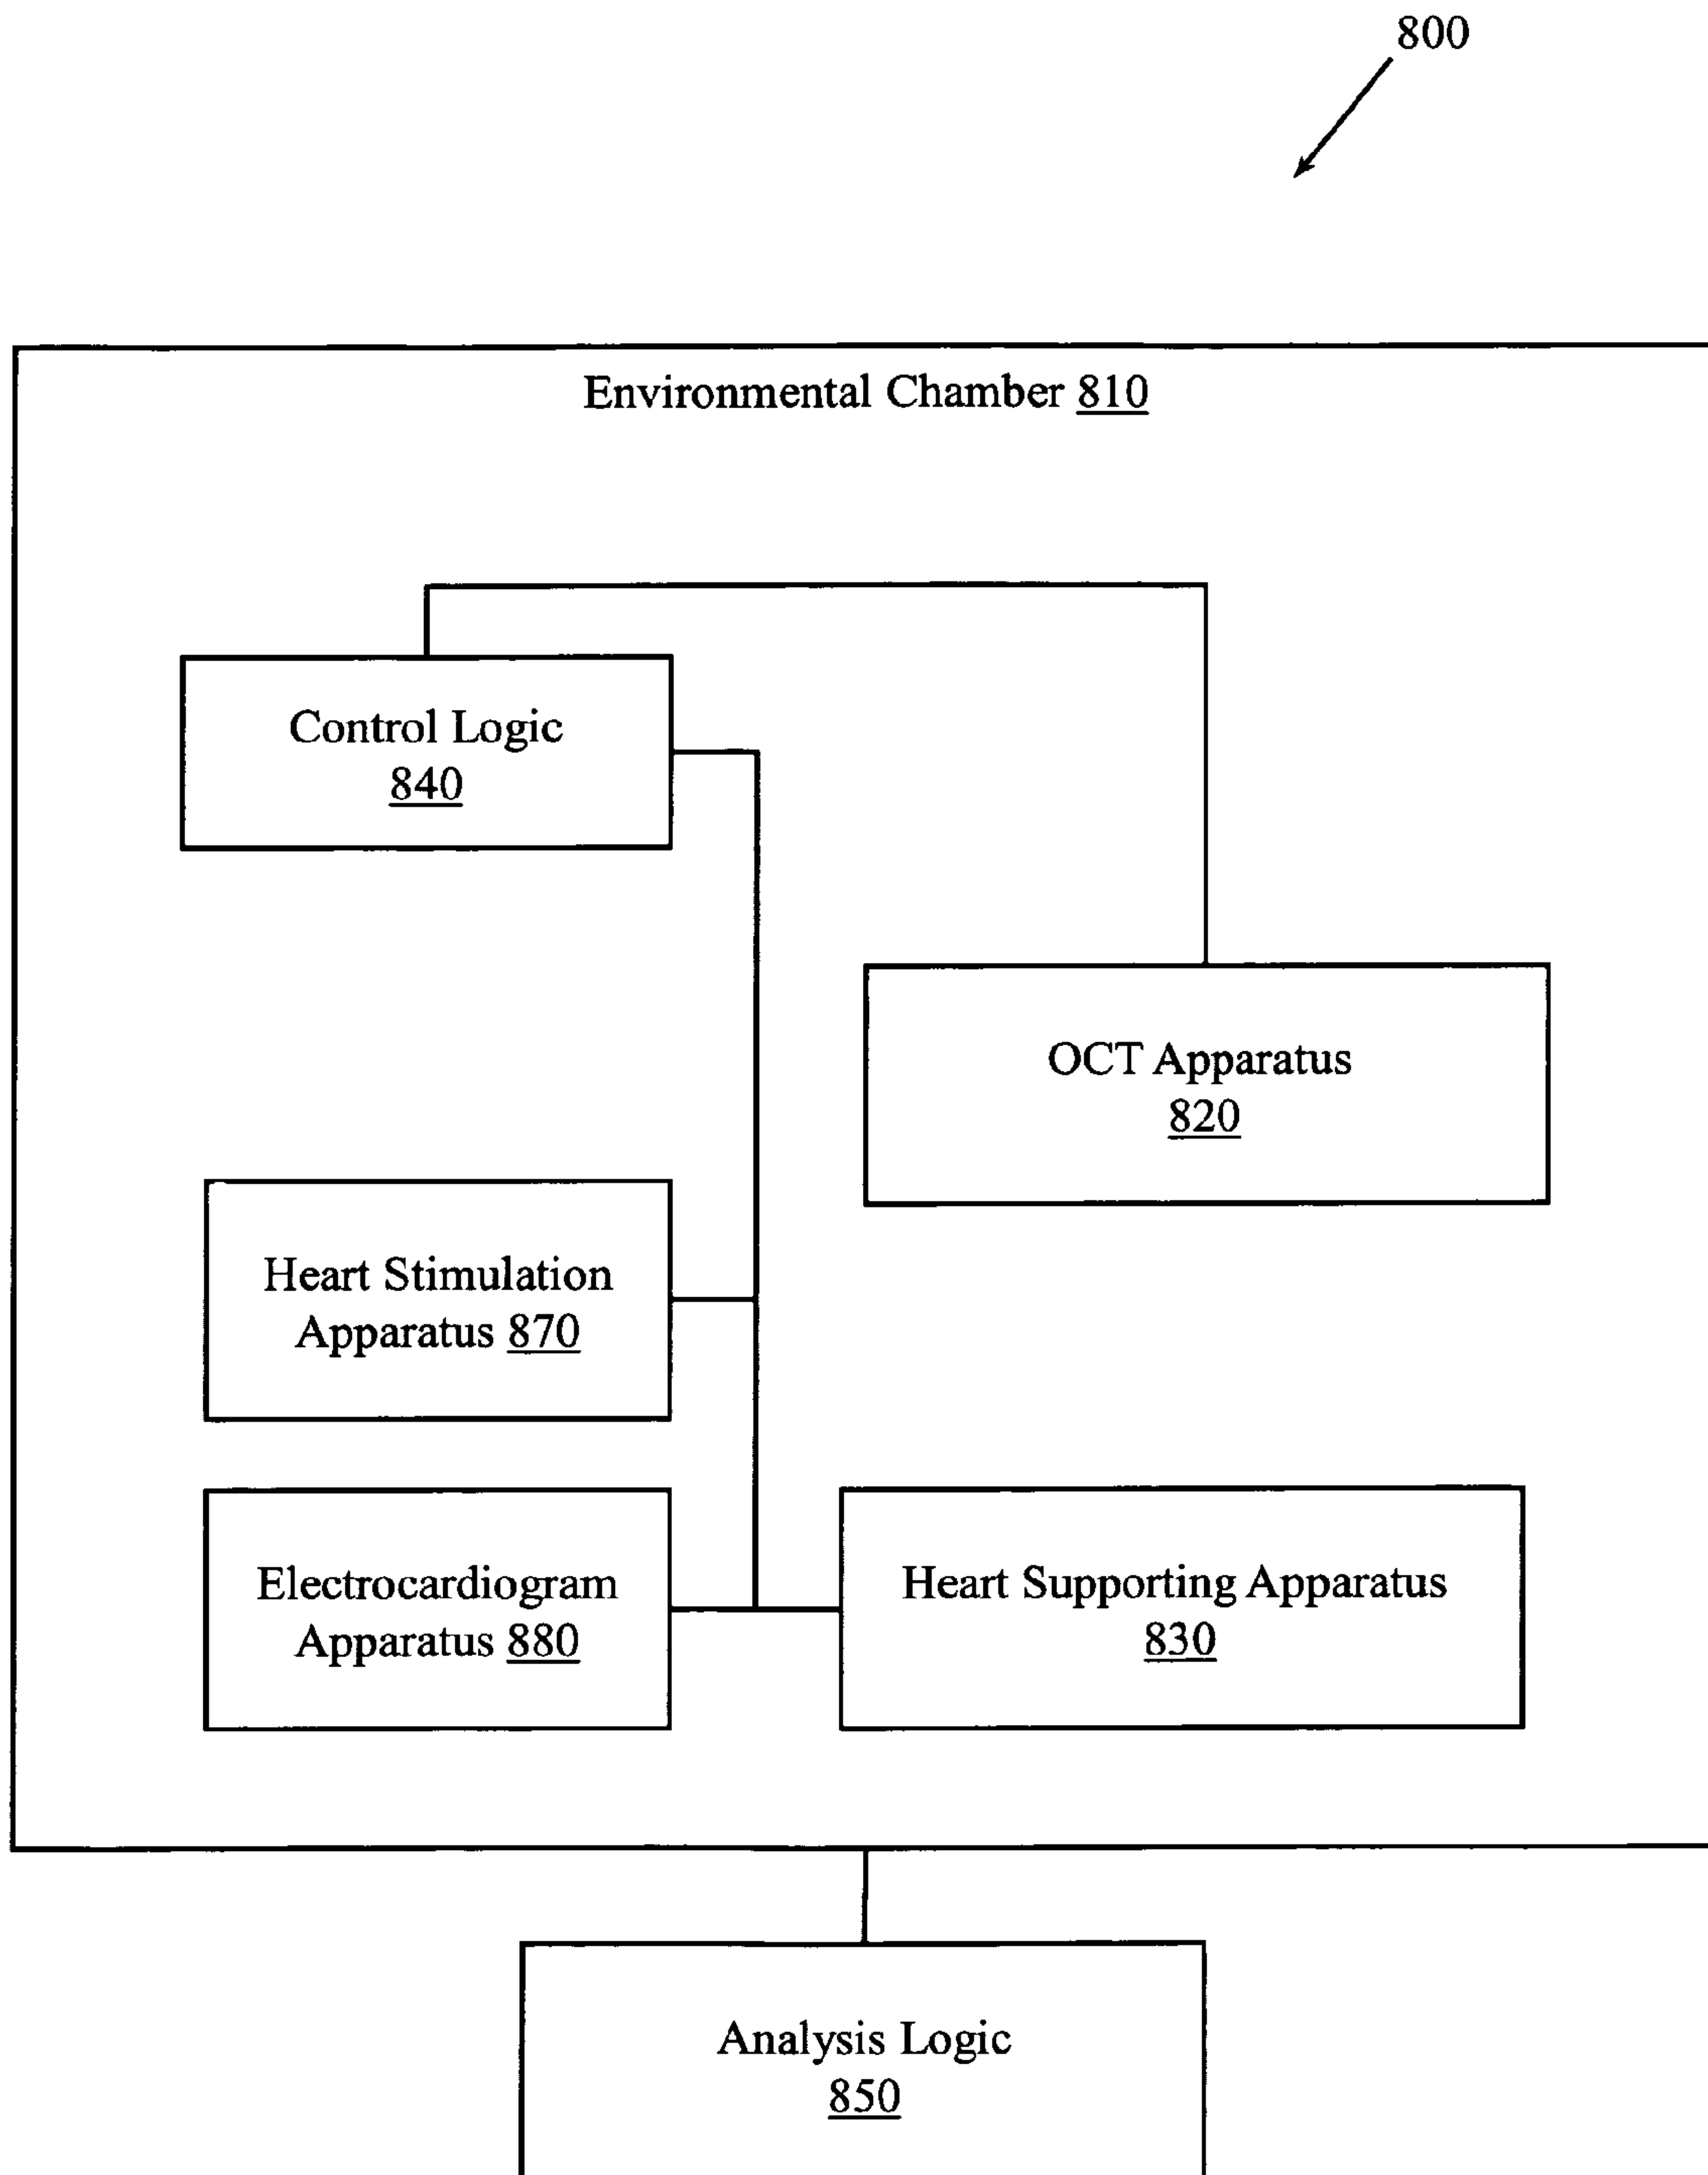 800
Environmental Chamber 810
Control Logic
840
OCT Apparatus
820
Heart Stimulation
Apparatus 870
Electrocardiogram
Apparatus 880
Heart Supporting Apparatus
830
Analysis Logic
850